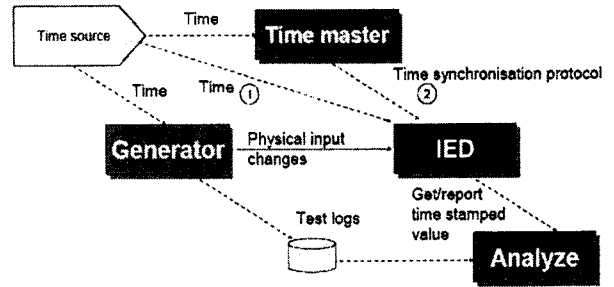 Time
Time source
Time master
Time
Time
①
Time synchronisation protocol
②
Generator
Physical input
changes
IED
Get/report
time stamped
value
Test logs
Analyze